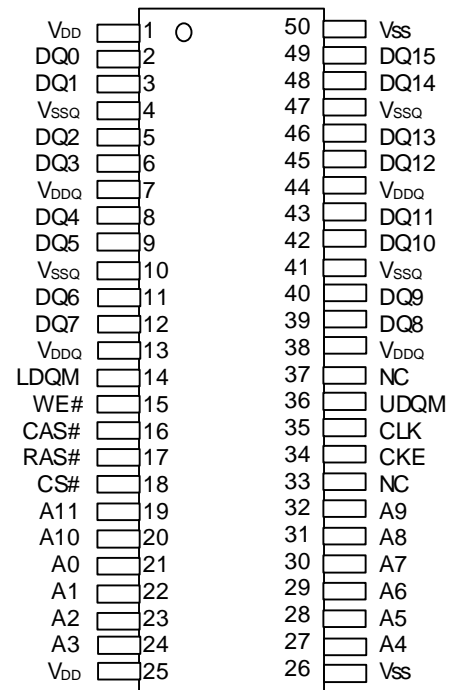 VDD 1 50 Vss
DQ0 2 49 DQ15
DQ1 3 48 DQ14
VSSQ 4 47 VSSQ
DQ2 5 46 DQ13
DQ3 6 45 DQ12
VDDQ 7 44 VDDQ
DQ4 8 43 DQ11
DQ5 9 42 DQ10
VSSQ 10 41 VSSQ
DQ6 11 40 DQ9
DQ7 12 39 DQ8
VDDQ 13 38 VDDQ
LDQM 14 37 NC
WE# 15 36 UDQM
CAS# 16 35 CLK
RAS# 17 34 CKE
CS# 18 33 NC
A11 19 32 A9
A10 20 31 A8
A0 21 30 A7
A1 22 29 A6
A2 23 28 A5
A3 24 27 A4
VDD 25 26 Vss